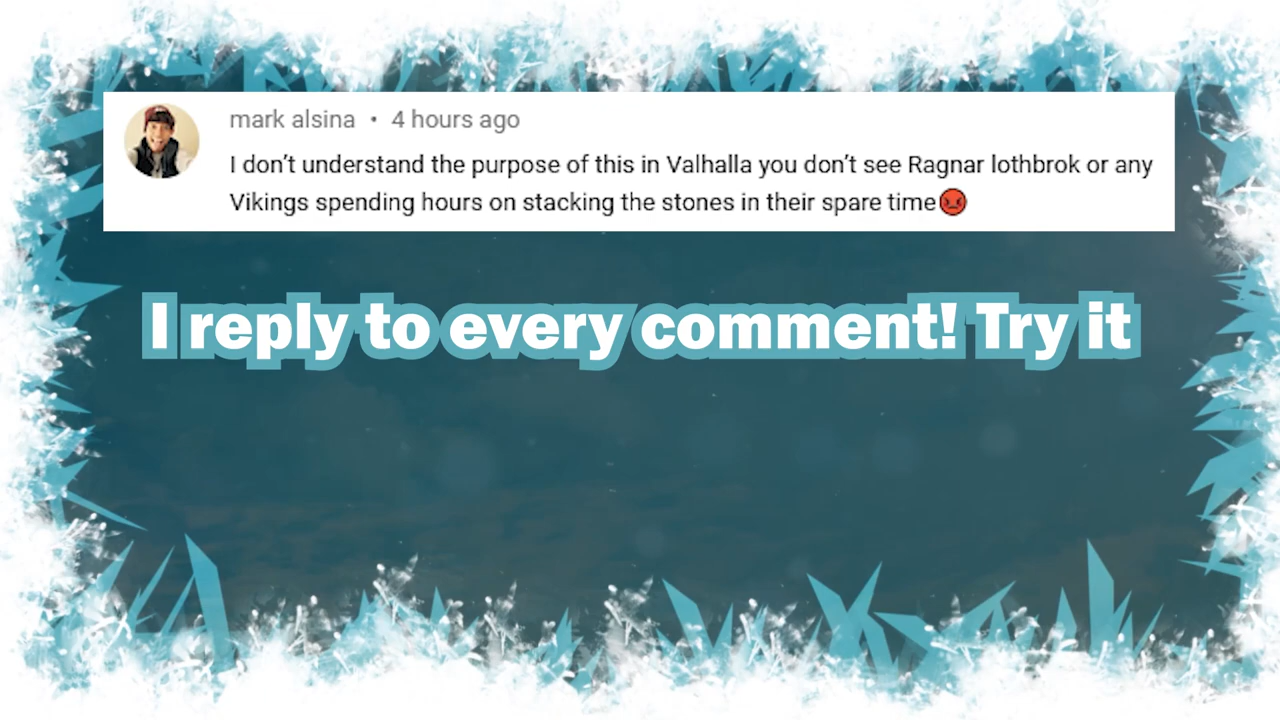 mark alsina • 4 hours ago
I don’t understand the purpose of this in Valhalla you don’t see Ragnar lothbrok or any
Vikings spending hours on stacking the stones in their spare time😡
I reply to every comment! Try it